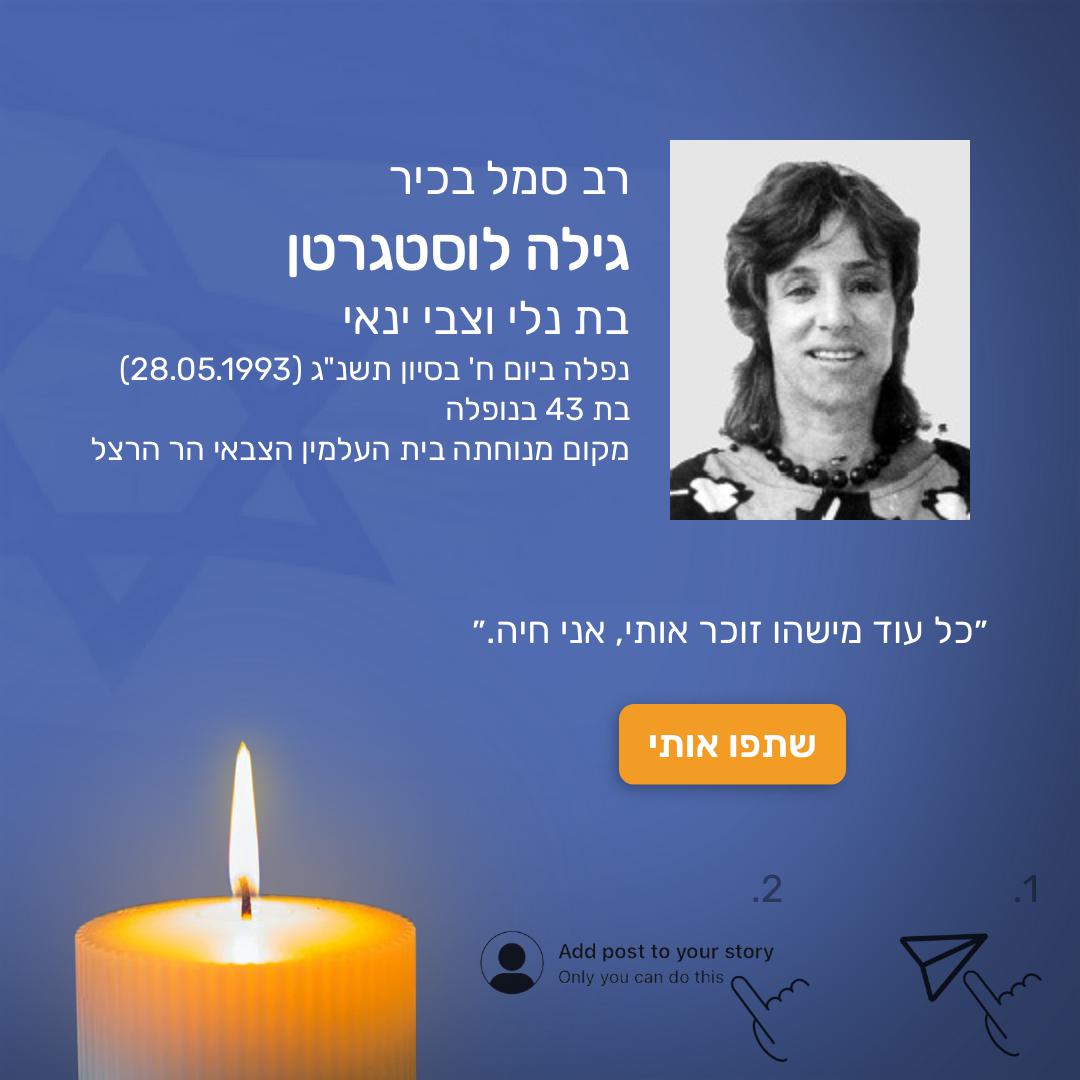 רב סמל בכיר
גילה לוסטגרטן
בת נלי וצבי ינאי
נפלה ביום ח' בסיון תשנ"ג (28.05.1993)
בת 43 בנופלה
מקום מנוחתה בית העלמין הצבאי הר הרצל
״כל עוד מישהו זוכר אותי, אני חיה.״
שתפו אותי
.1
.2
Add post to your story
Only you can do this